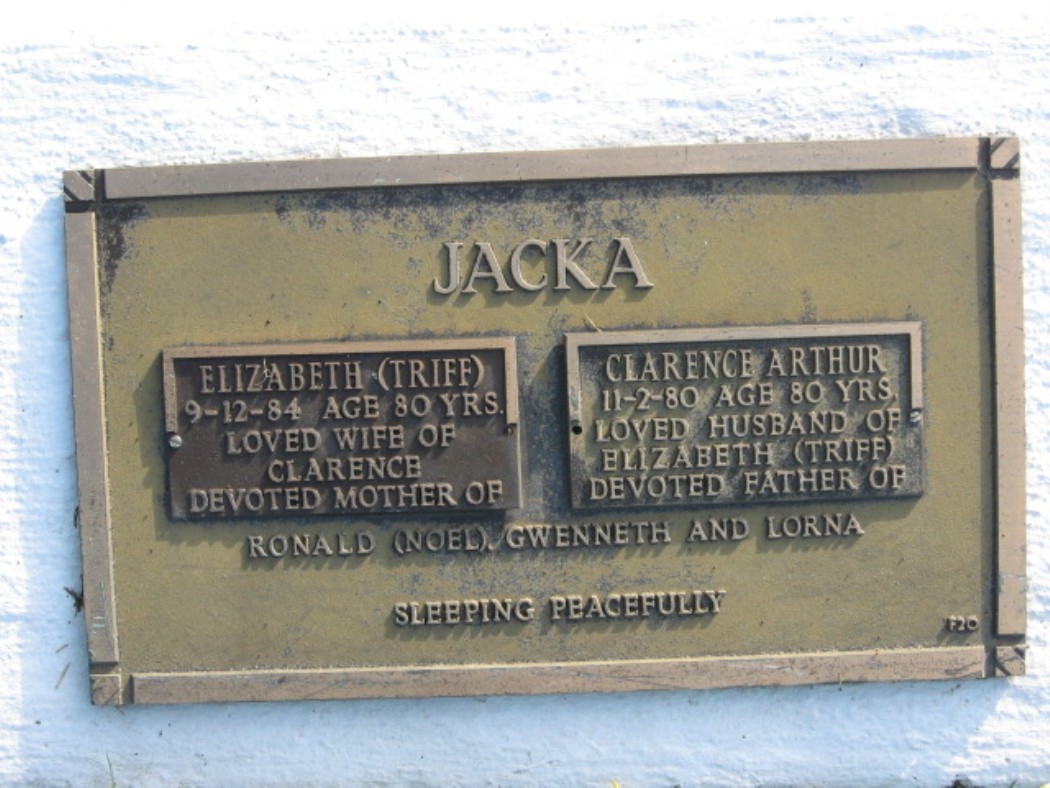 JACKA
ELIZABETH (TRIFF)
9-12-84 AGE 80 YRS.
LOVED WIFE OF
CLARENCE
DEVOTED MOTHER OF
CLARENCE ARTHUR
11-2-80 AGE 80 YRS.
LOVED HUSBAND OF
ELIZABETH (TRIFF)
DEVOTED FATHER OF
RONALD (NOEL), GWENNETH AND LORNA
SLEEPING PEACEFULLY
F20